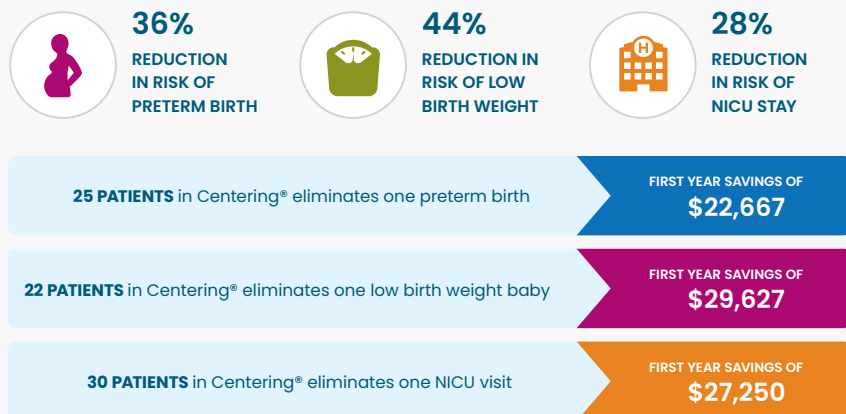 36%
REDUCTION
IN RISK OF
PRETERM BIRTH
44%
REDUCTION IN
RISK OF LOW
BIRTH WEIGHT
H
28%
REDUCTION
IN RISK OF
NICU STAY
25 PATIENTS in Centering® eliminates one preterm birth
FIRST YEAR SAVINGS OF
$22,667
22 PATIENTS in Centering® eliminates one low birth weight baby
FIRST YEAR SAVINGS OF
$29,627
30 PATIENTS in Centering® eliminates one NICU visit
FIRST YEAR SAVINGS OF
$27,250